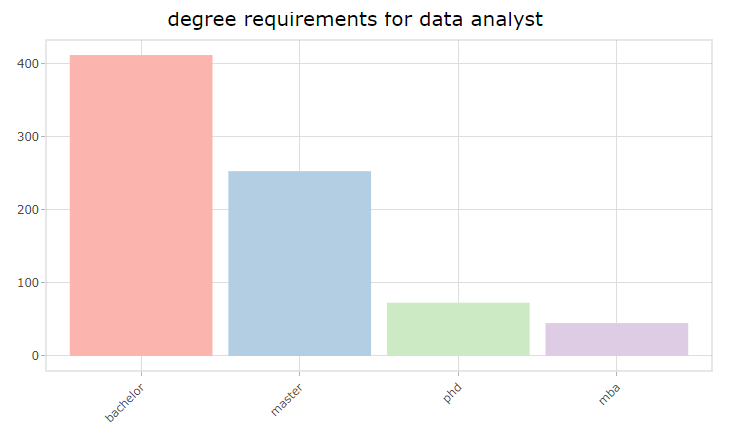 degree requirements for data analyst
400
300
200
100
0
bachelor
master
phd
mba